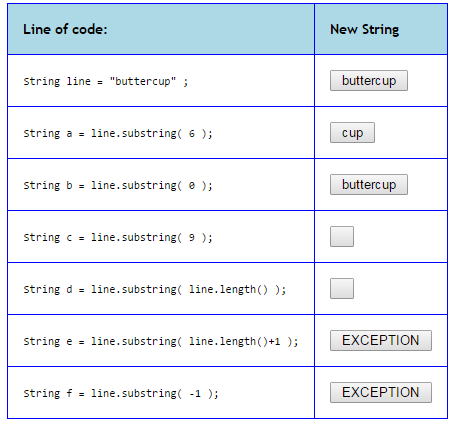 Line of code: New String
String line = "buttercup" ; buttercup
String a = line.substring( 6 ); cup
String b = line.substring( 0 ); buttercup
String c = line.substring( 9 );
String d = line.substring( line.length() );
String e = line.substring( line.length()+1 ); EXCEPTION
String f = line.substring( -1 ); EXCEPTION